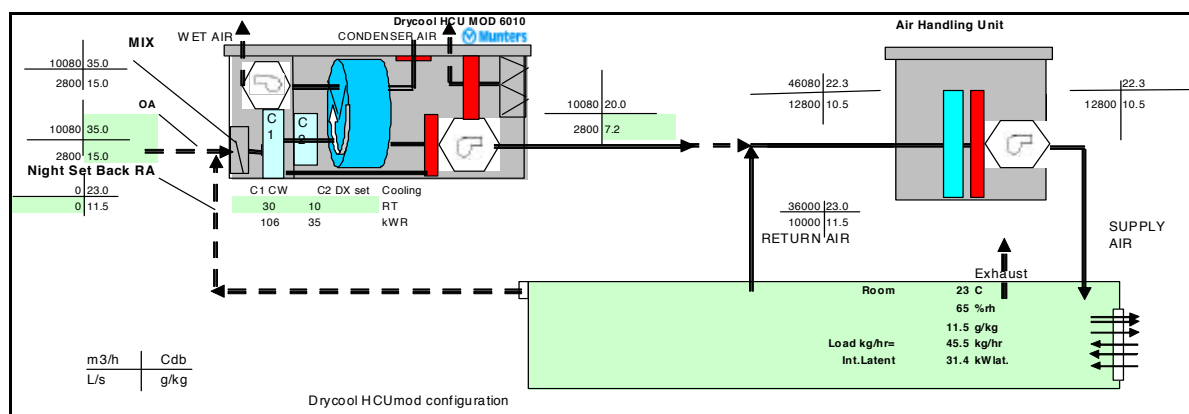 Drycool HCU MOD 6010
Munters
Air Handling Unit
WET AIR
CONDENSER AIR
MIX
10080 35.0
2800 15.0
OA
10080 35.0
2800 15.0
Night Set Back RA
0 23.0
0 11.5
C 1
C
C1 CW C2 DX set Cooling
30 10 RT
106 35 kWR
10080 20.0
2800 7.2
46080 22.3
12800 10.5
22.3
12800 10.5
36000 23.0
10000 11.5
RETURN AIR
SUPPLY AIR
Exhaust
Room 23 C
65 %rh
11.5 g/kg
Load kg/hr= 45.5 kg/hr
Int.Latent 31.4 kWlat.
m3/h Cdb
L/s g/kg
Drycool HCUmod configuration